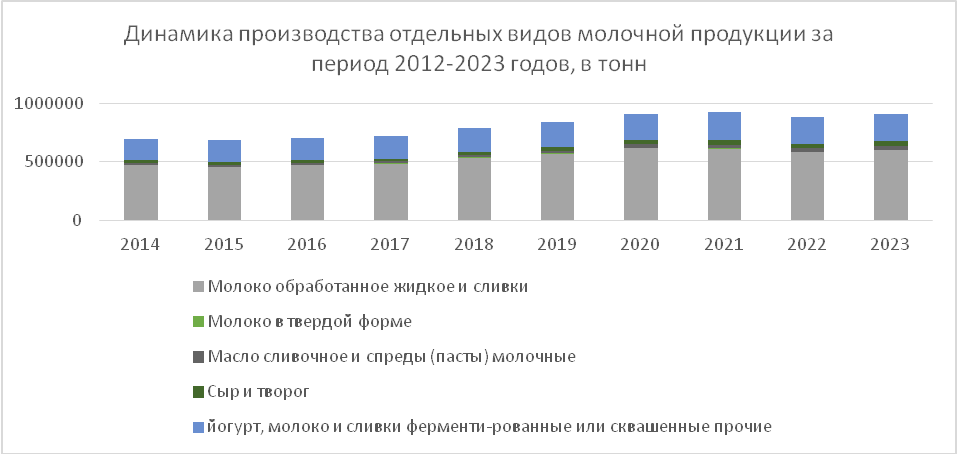 Динамика производства отдельных видов молочной продукции за
период 2012-2023 годов, в тонн
1000000
500000
0
2014 2015 2016 2017 2018 2019 2020 2021 2022 2023
Молоко обработанное жидкое и сливки
Молоко в твердой форме
Масло сливочное и спреды (пасты) молочные
Сыр и творог
йогурт, молоко и сливки ферменти-рованные или сквашенные прочие